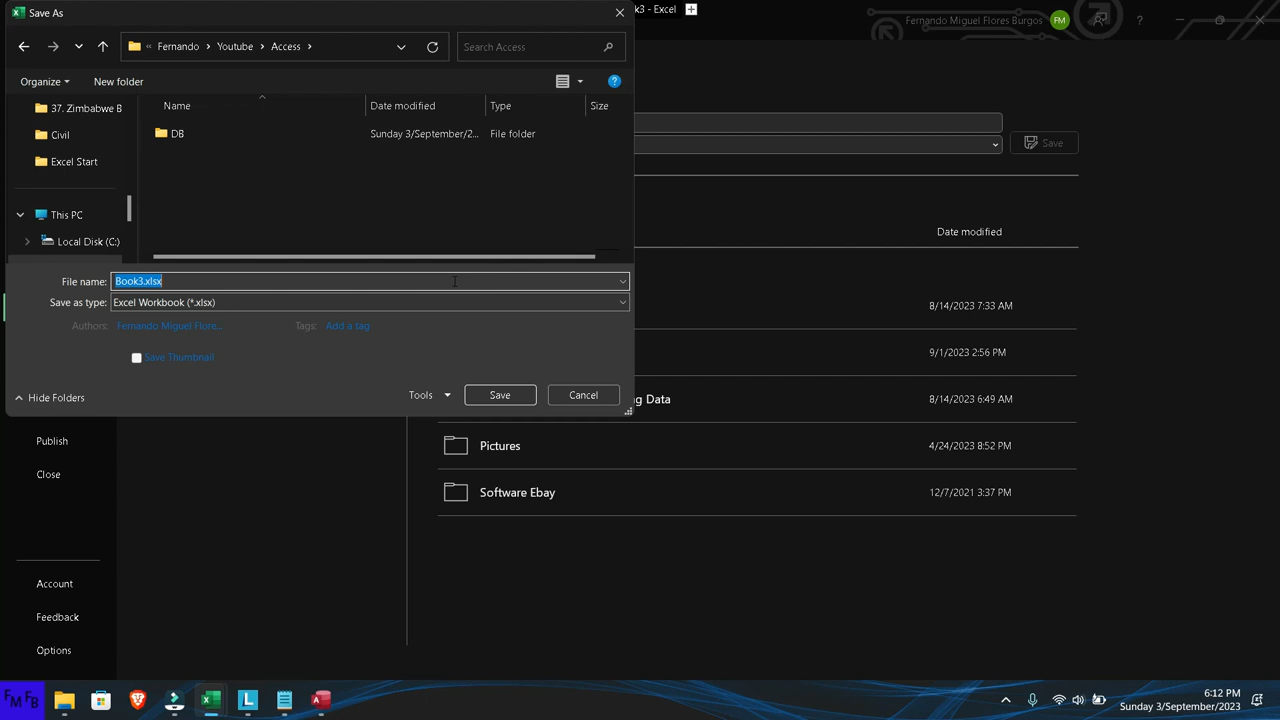 Save As
k3 - Excel
Fernando Miguel Flores Burgos
FM
?
« Fernando > Youtube > Access >
Search Access
Organize
New folder
?
Name
Date modified
Type
Size
37. Zimbabwe B
Civil
Excel Start
This PC
Local Disk (C:)
DB
Sunday 3/September/2...
File folder
File name:
Book3.xlsx
Save as type:
Excel Workbook (*.xlsx)
Authors:
Fernando Miguel Flore...
Tags:
Add a tag
Save Thumbnail
Hide Folders
Tools
Save
Cancel
Save
Date modified
8/14/2023 7:33 AM
9/1/2023 2:56 PM
g Data
8/14/2023 6:49 AM
Pictures
4/24/2023 8:52 PM
Software Ebay
12/7/2021 3:37 PM
Publish
Close
Account
Feedback
Options
FM FB
L
6:12 PM
Sunday 3/September/2023